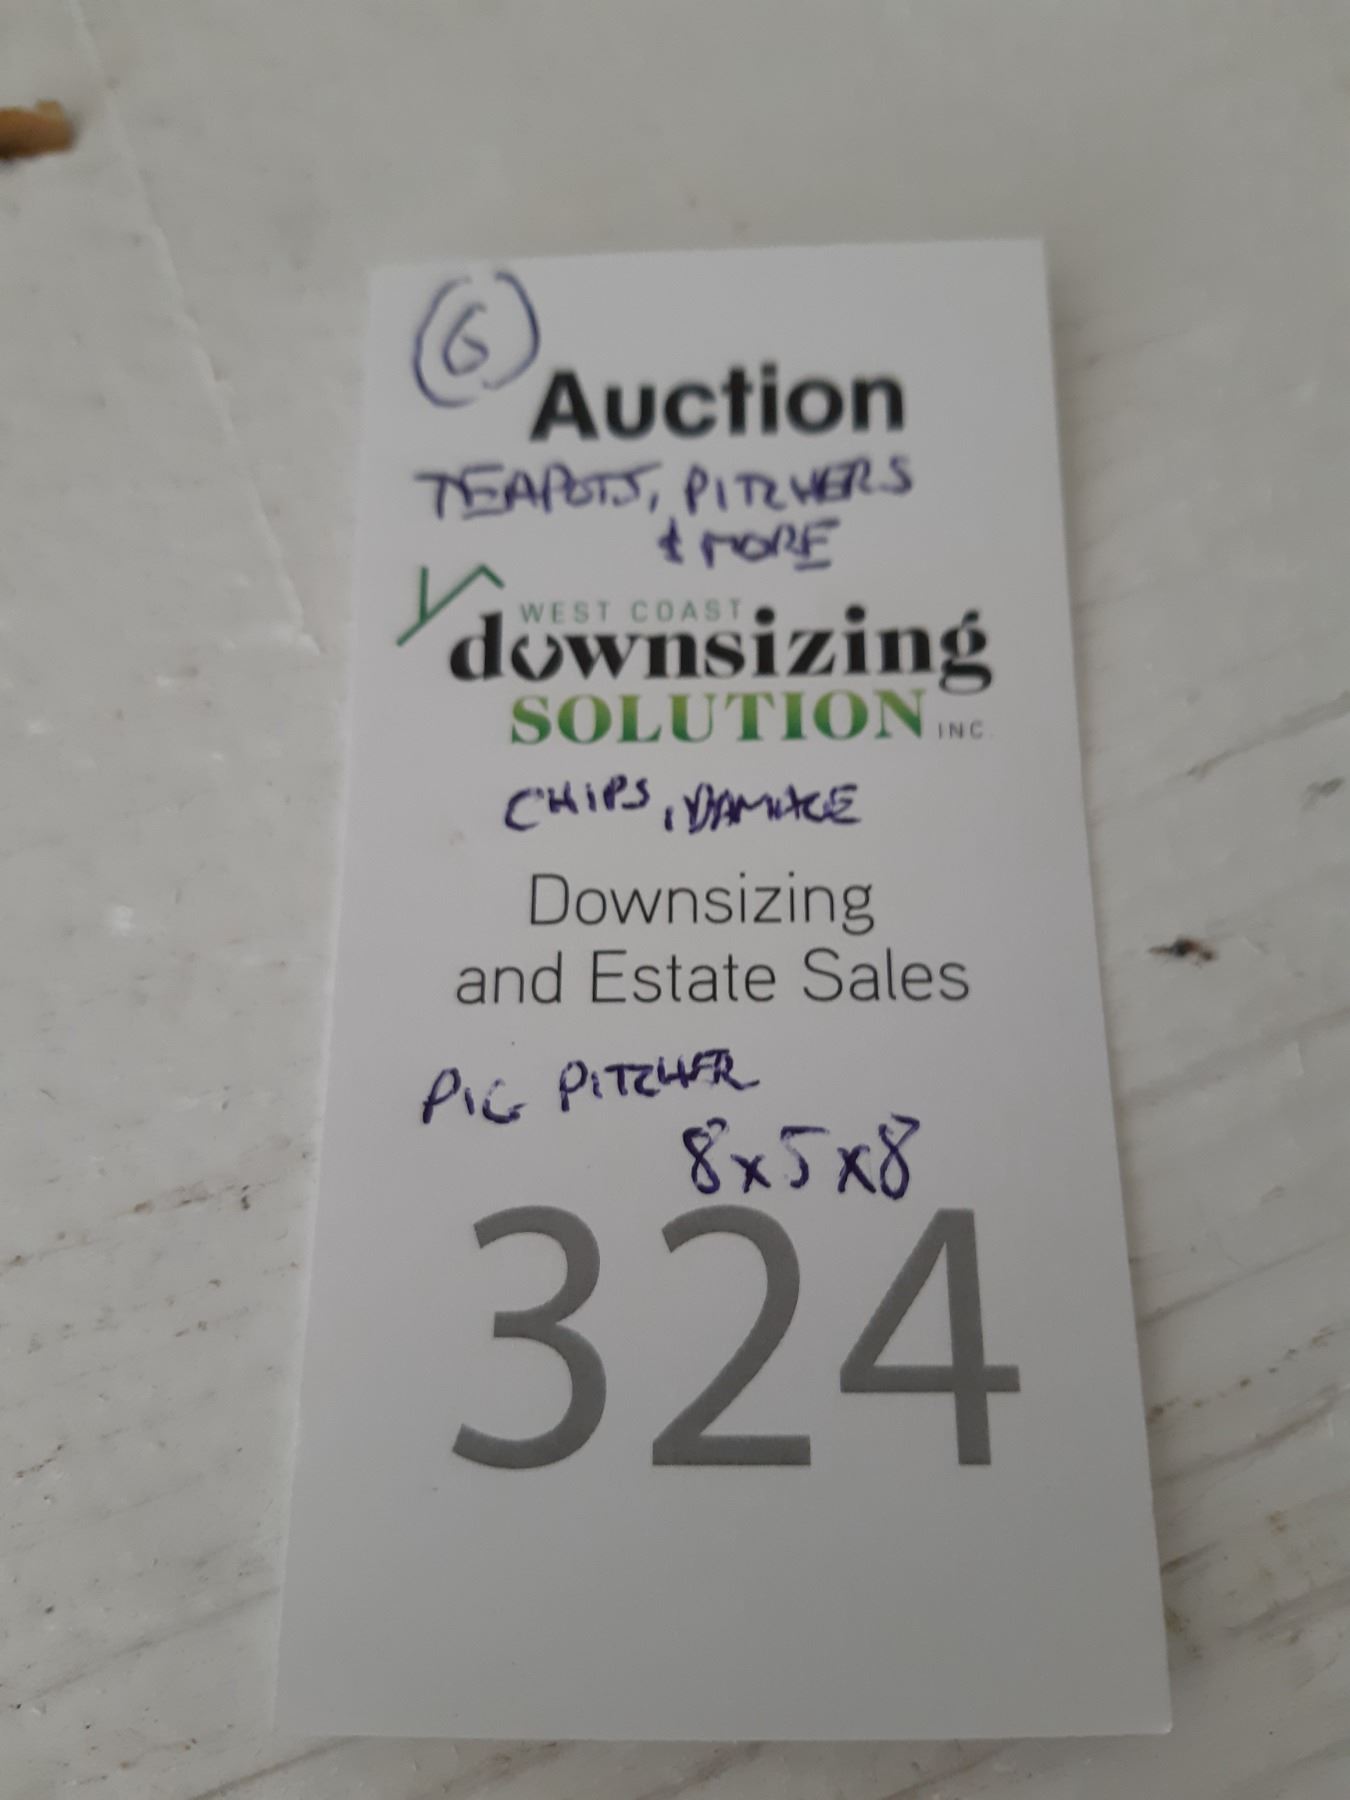 (6)
Auction
TEAPOTS, PITCHERS
& MORE
WEST COAST
downsizing
SOLUTION INC.
CHIPS, DAMAGE
Downsizing
and Estate Sales
PIG PITCHER
8x5x8
324